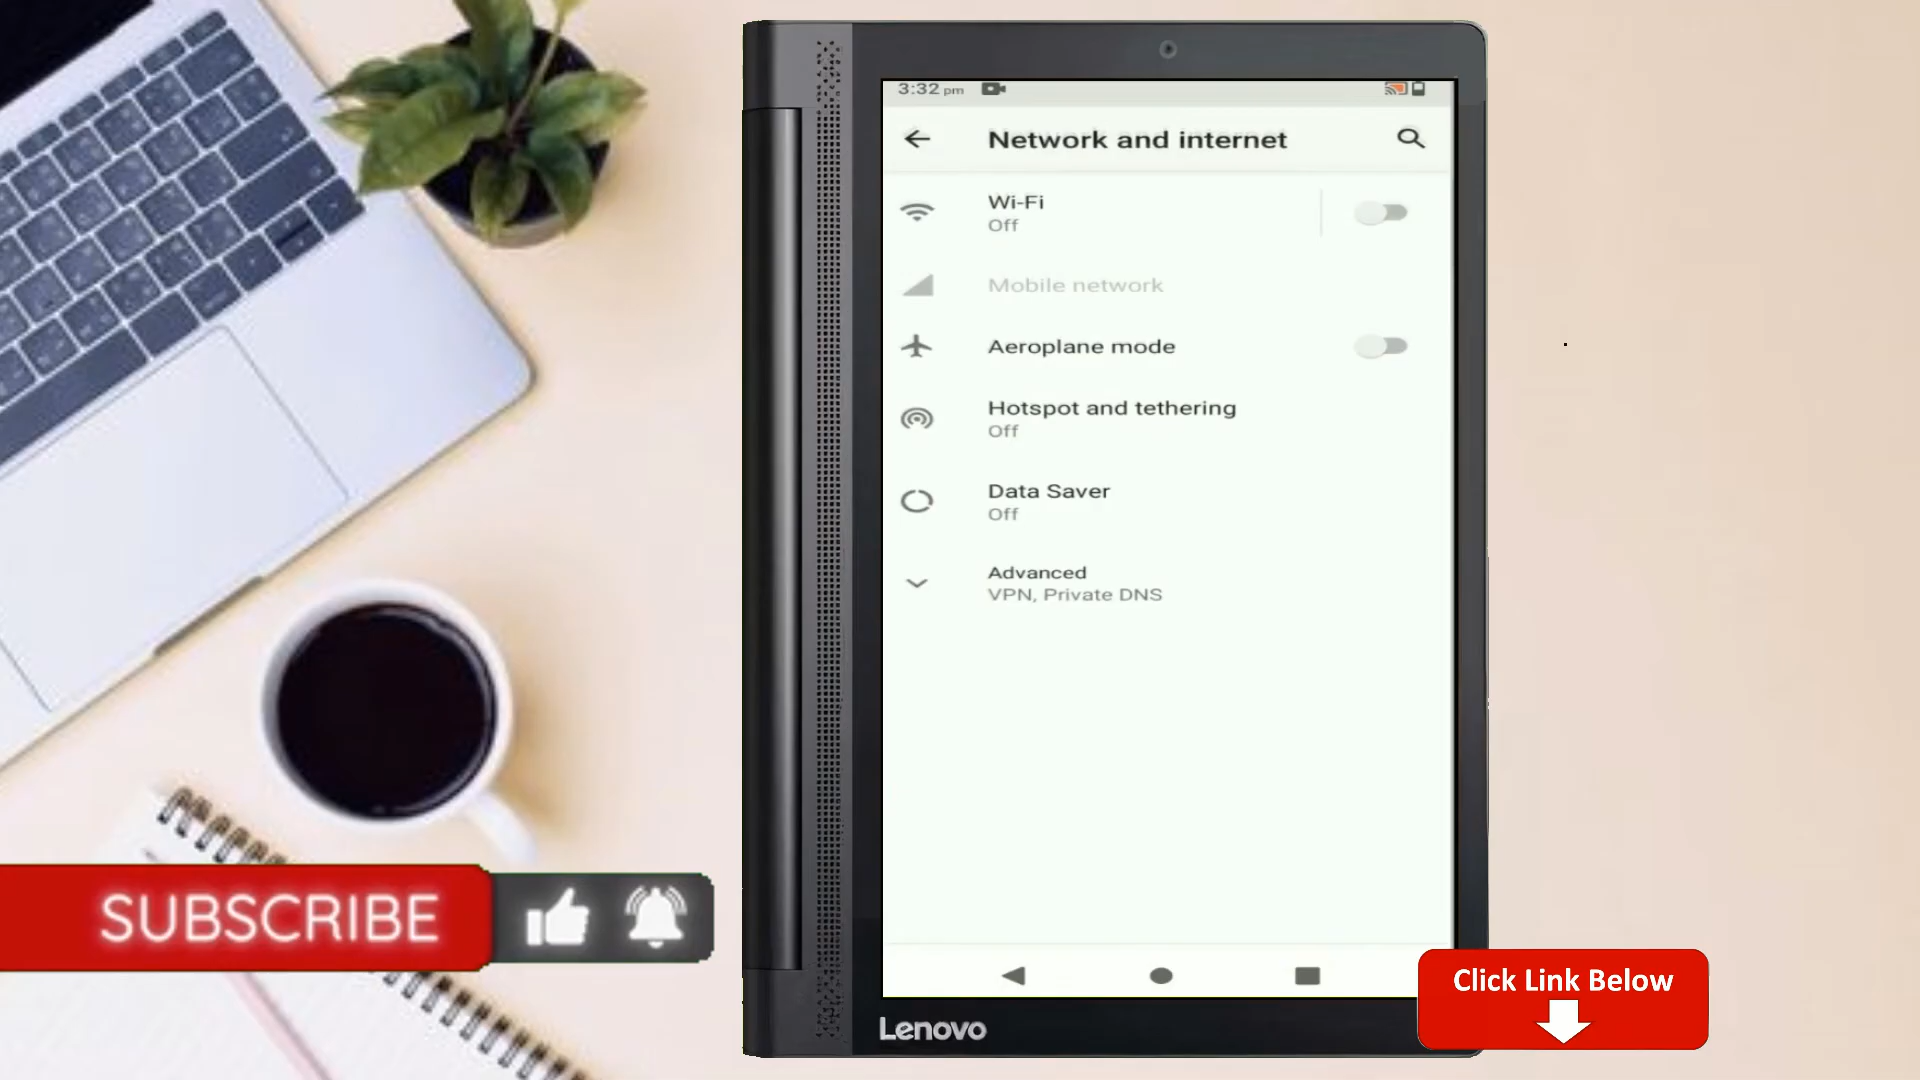 3:32 pm
Network and internet
Wi-Fi
Off
Mobile network
Aeroplane mode
Hotspot and tethering
Off
Data Saver
Off
Advanced
VPN, Private DNS
SUBSCRIBE
Click Link Below
Lenovo